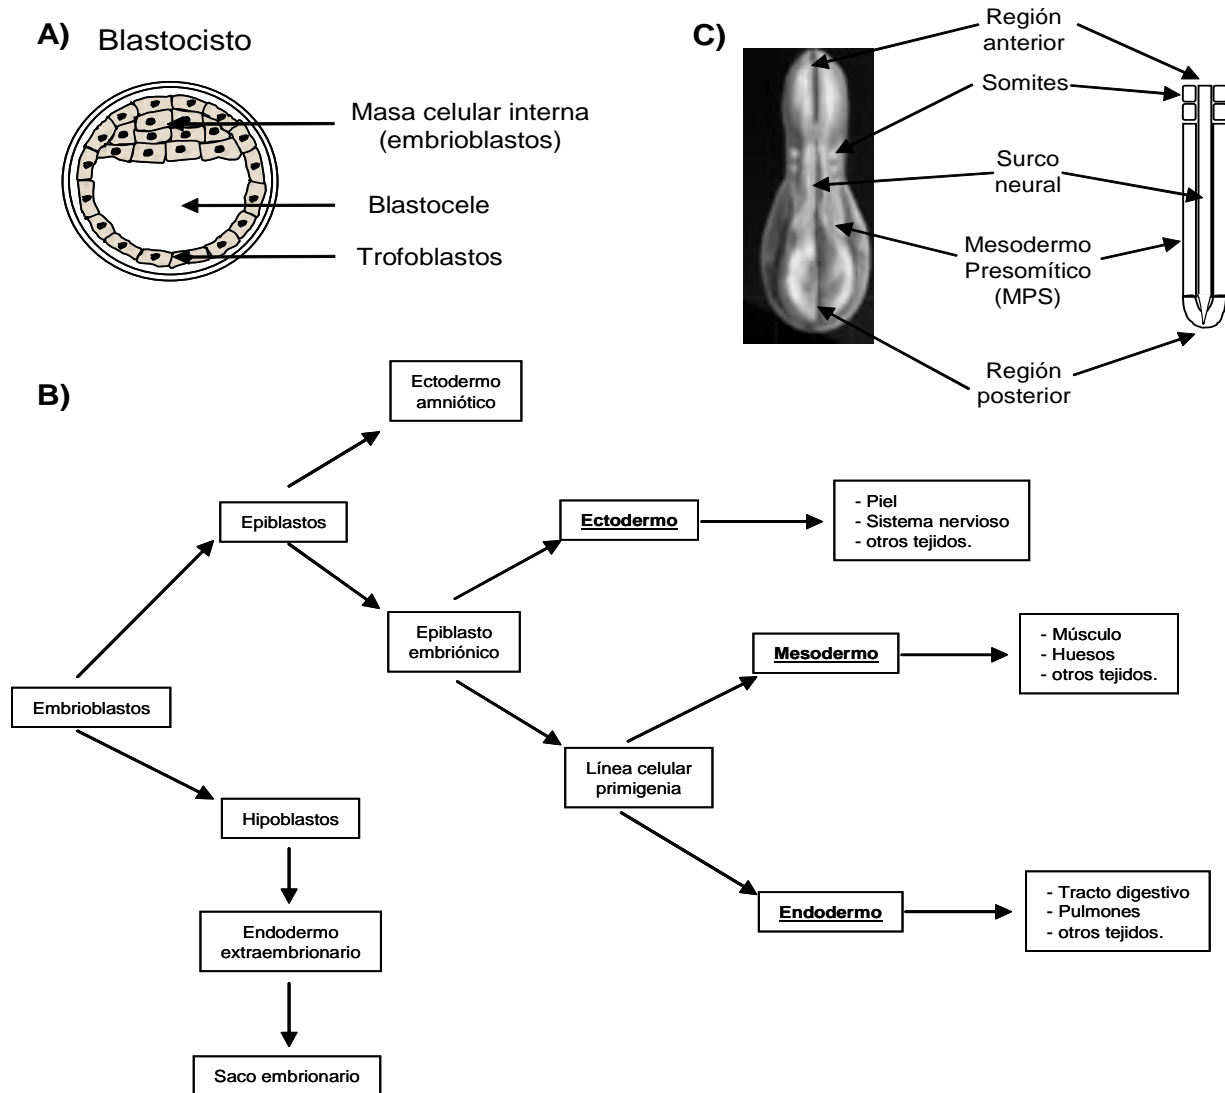 A)
Blastocisto
Masa celular interna
(embrioblastos)
Blastocele
Trofoblastos
C)
Región
anterior
Somites
Surco
neural
Mesodermo
Presomítico
(MPS)
Región
posterior
B)
Ectodermo
amniótico
Epiblastos
Ectodermo
- Piel
- Sistema nervioso
- otros tejidos.
Epiblasto
embriónico
Mesodermo
- Músculo
- Huesos
- otros tejidos.
Embrioblastos
Línea celular
primigenia
Hipoblastos
Endodermo
- Tracto digestivo
- Pulmones
- otros tejidos.
Endodermo
extraembrionario
Saco embrionario